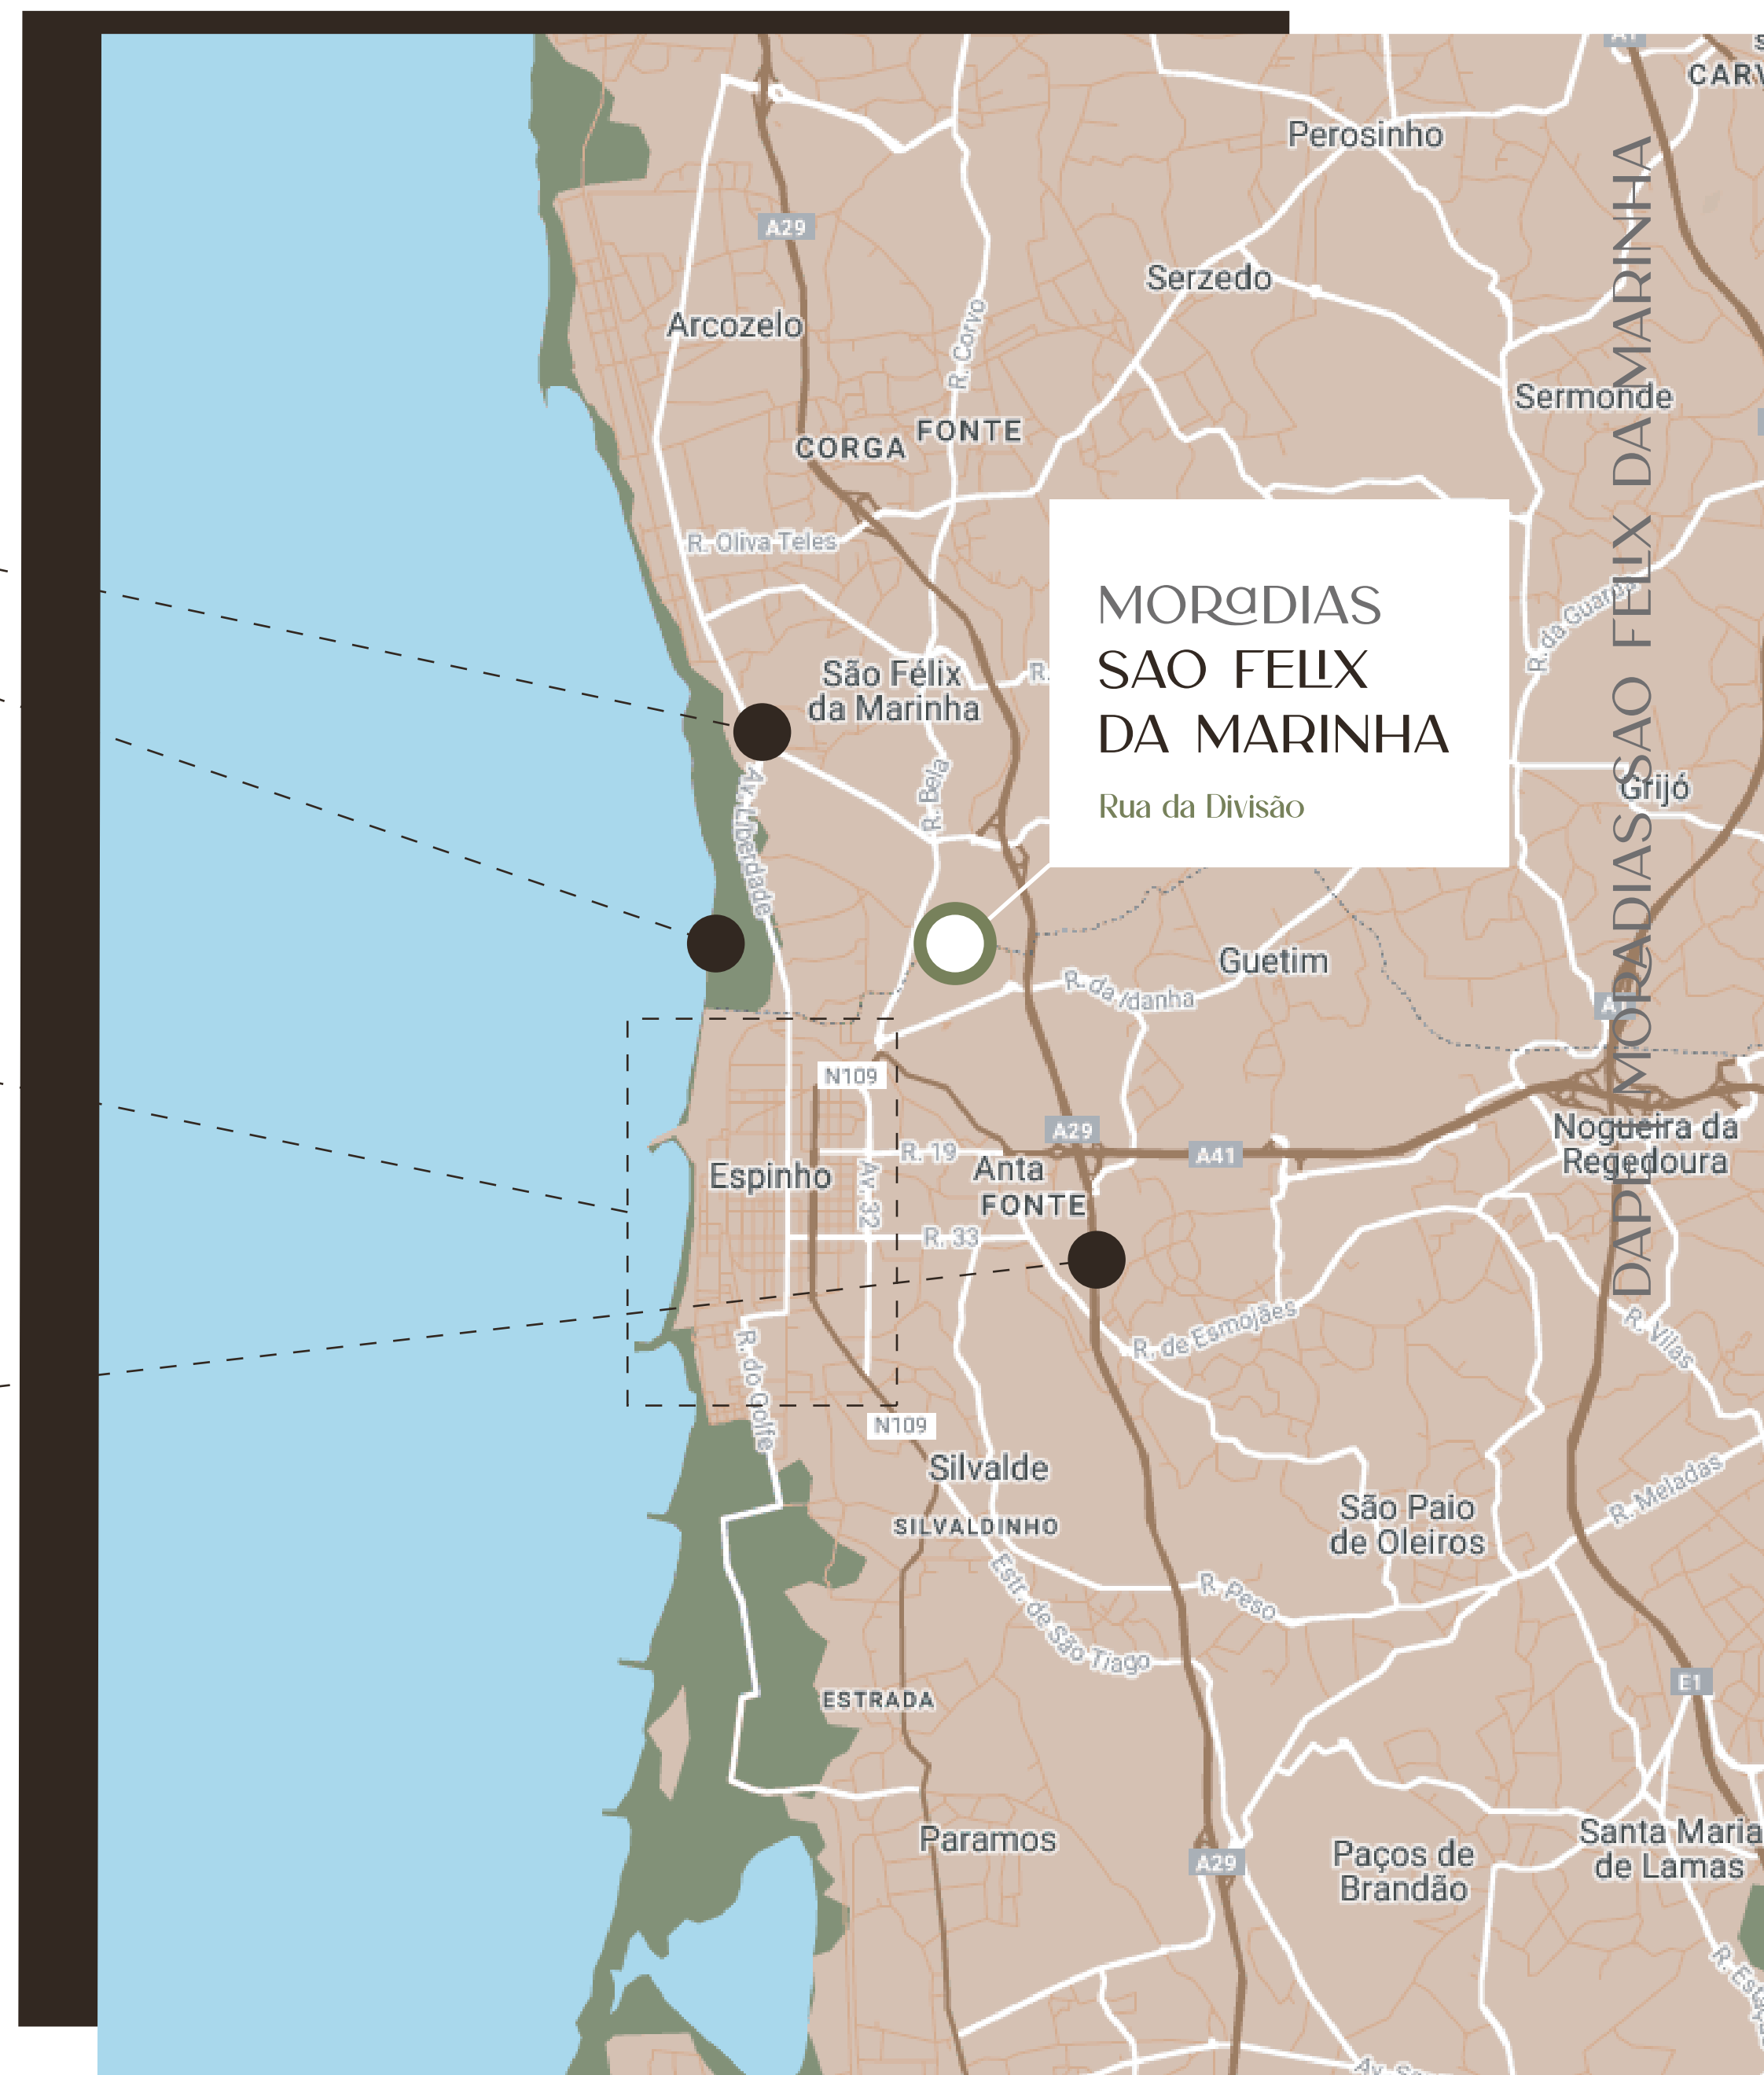 A1
Perosinho
A29
Serzedo
Arcozelo
R. Corvo
Sermonde
FONTE
CORGA
R. Oliva Teles
MORaDIAS
SAO FELIX
DA MARINHA
Rua da Divisão
São Félix
da Marinha
R.
Av. Liberdade
R. Bela
Grijó
Guetim
R. da Idanha
N109
A29
A41
R. 19
Anta
FONTE
Espinho
Av. 32
R. 33
Nogueira da
Regedoura
R. de Esmojães
R. Vilas
R. do Golfe
N109
Silvalde
SILVALDINHO
São Paio
de Oleiros
R. Meladas
R. Peso
Estr. de São Tiago
ESTRADA
E1
Paramos
A29
Paços de
Brandão
Santa Maria
de Lamas
DAPE MORADIAS SAO FELIX DA MARINHA